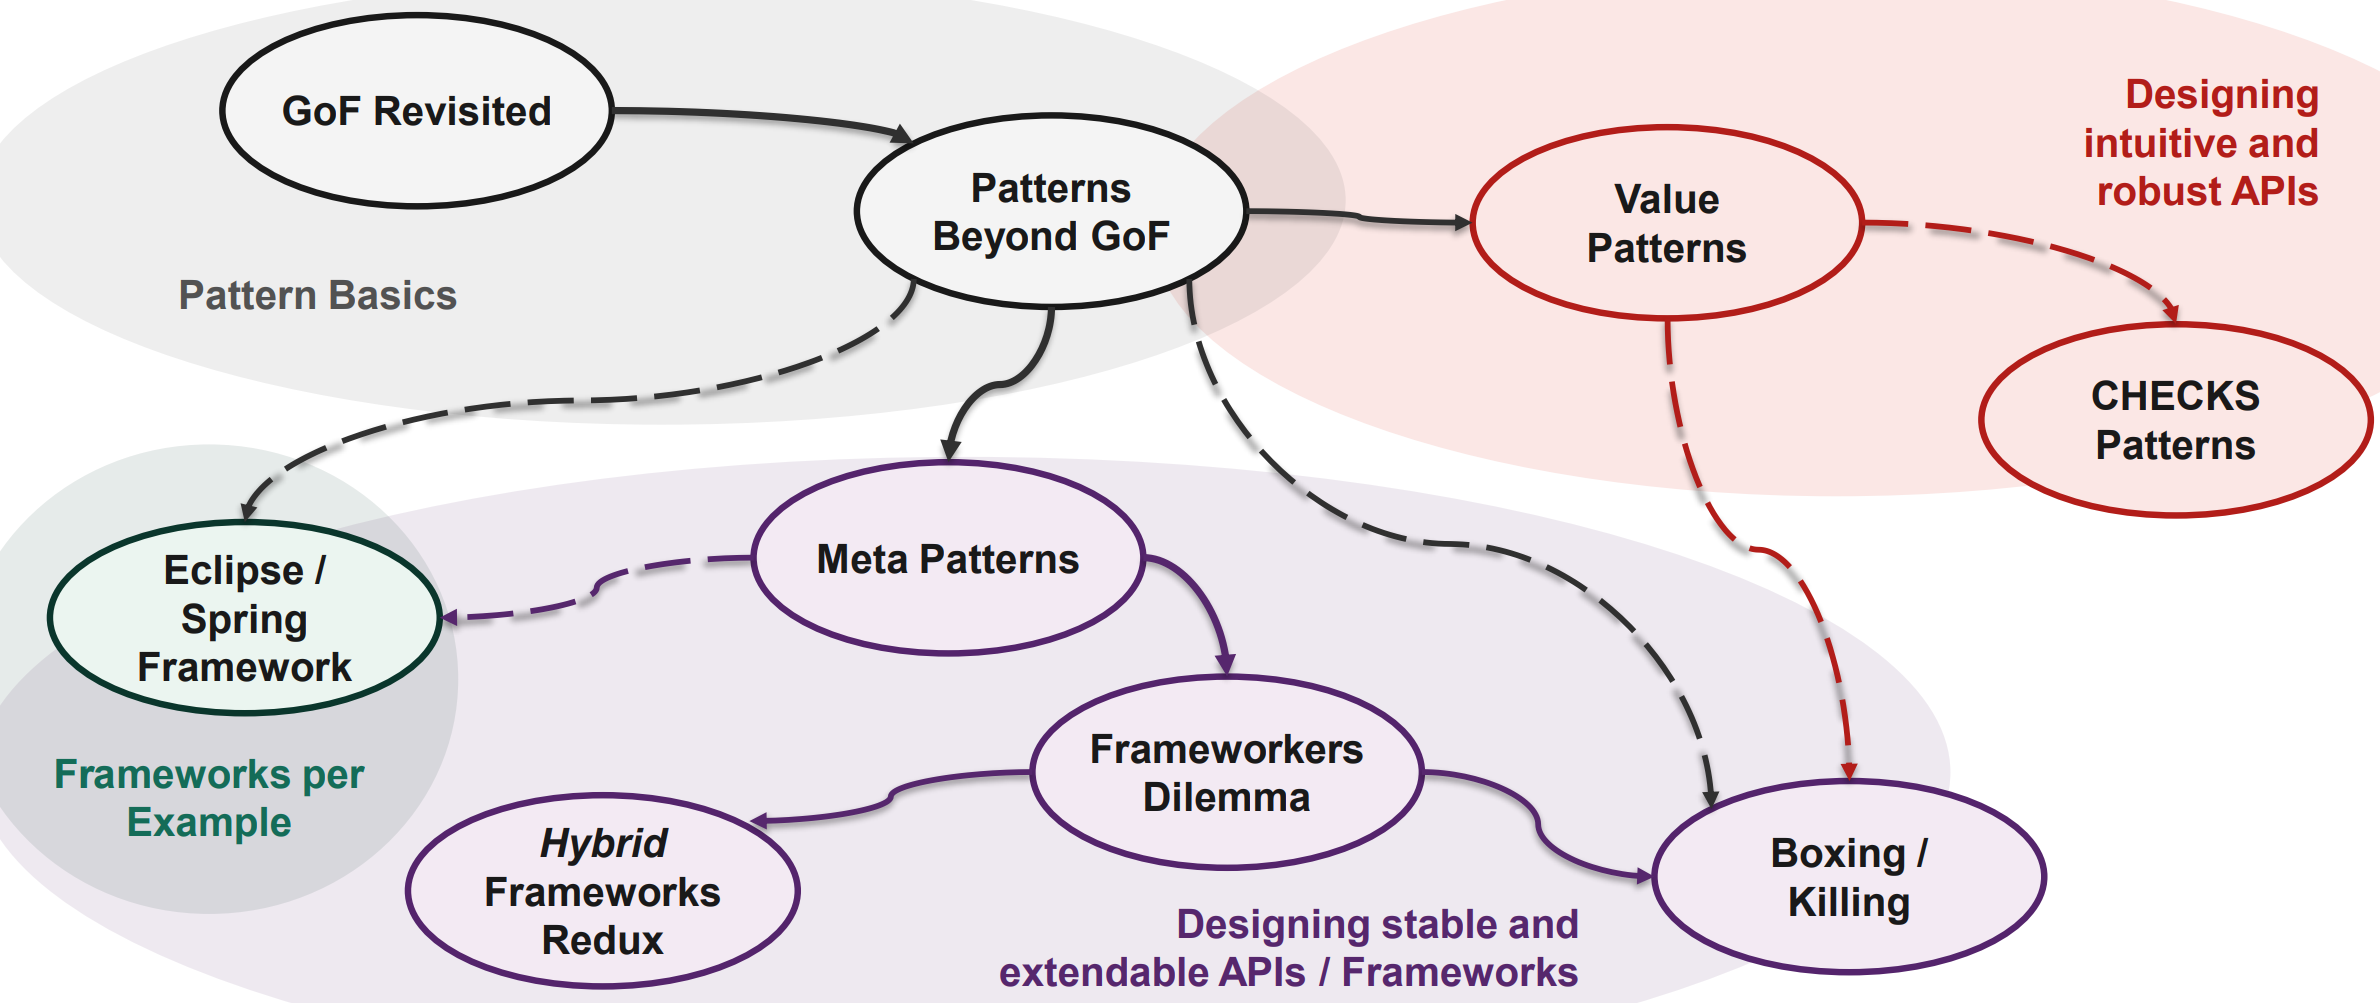 GoF Revisited
Patterns
Beyond GoF
Pattern Basics
Value
Patterns
Designing
intuitive and
robust APIs
CHECKS
Patterns
Eclipse /
Spring
Framework
Meta Patterns
Frameworks per
Example
Frameworkers
Dilemma
Hybrid
Frameworks
Redux
Boxing /
Killing
Designing stable and
extendable APIs / Frameworks